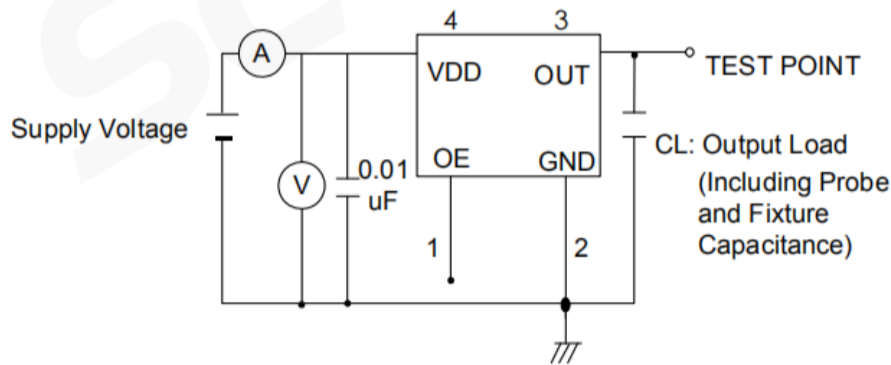 4
3
A
VDD
OUT
TEST POINT
Supply Voltage
V
0.01
uF
OE
GND
CL: Output Load
(Including Probe
and Fixture
Capacitance)
1
2